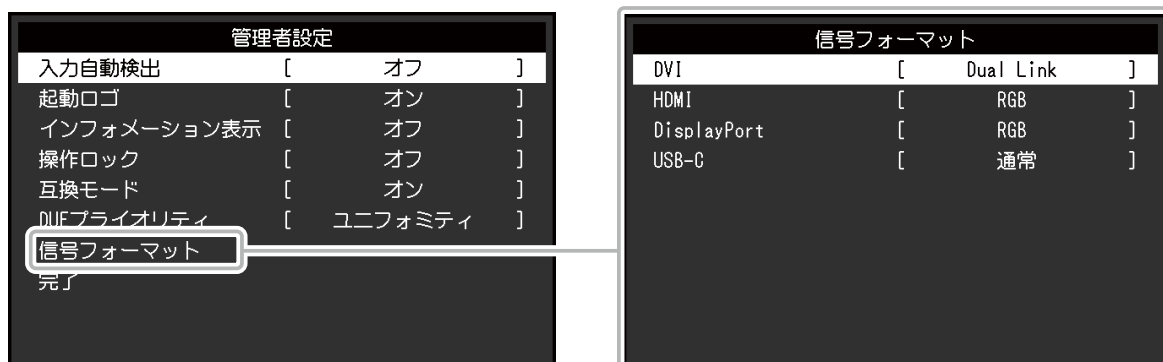 管理者設定
入力自動検出 [ オフ ]
起動ロゴ [ オン ]
インフォメーション表示 [ オフ ]
操作ロック [ オフ ]
互換モード [ オン ]
DUEプライオリティ [ ユニフォミティ ]
信号フォーマット
完了
信号フォーマット
DVI [ Dual Link ]
HDMI [ RGB ]
DisplayPort [ RGB ]
USB-C [ 通常 ]